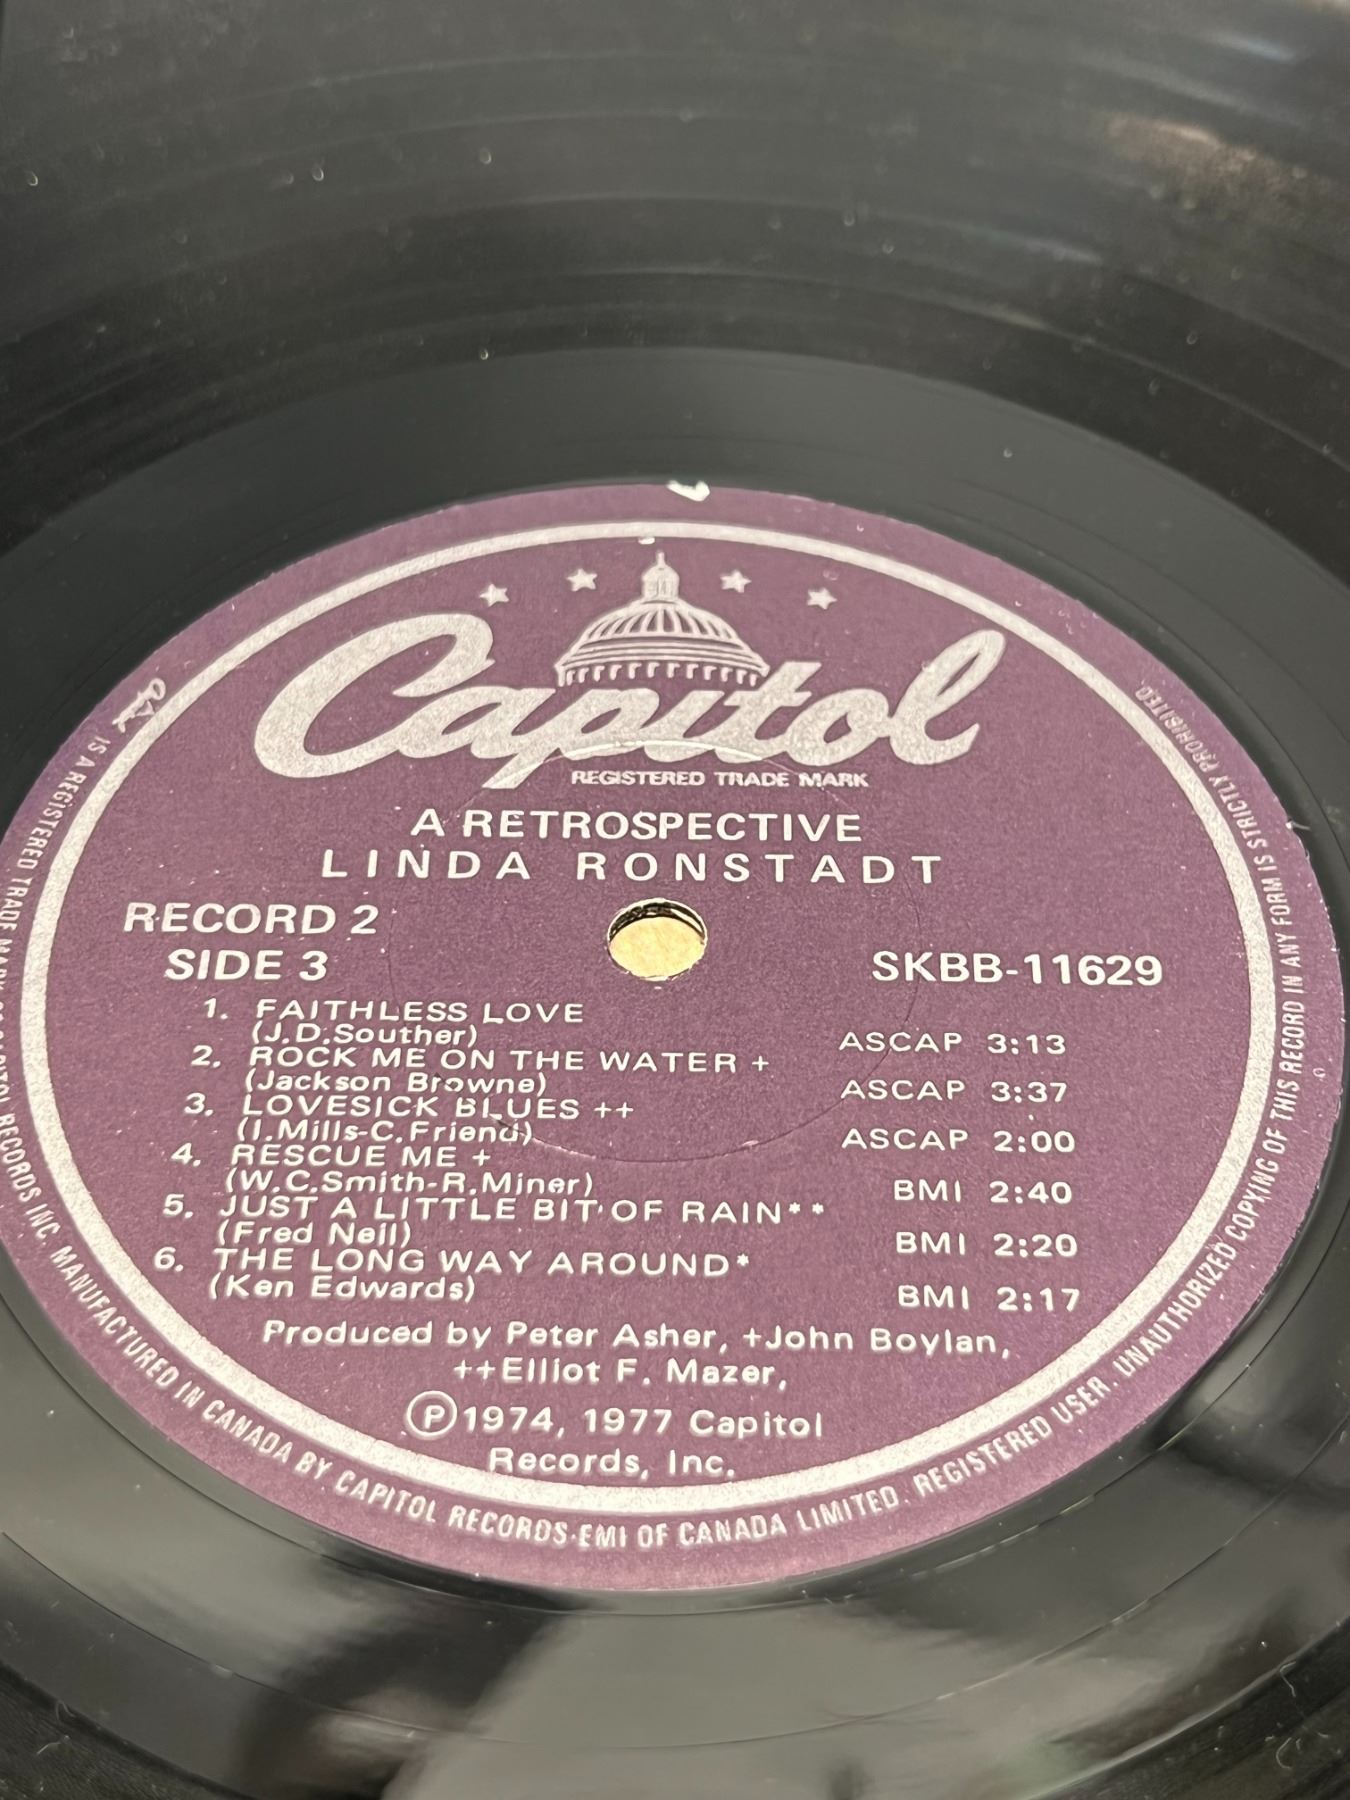 Capitol
REGISTERED TRADE MARK
A RETROSPECTIVE
LINDA RONSTADT
RECORD 2
SIDE 3
SKBB-11629
1. FAITHLESS LOVE
(J.D.Souther) ASCAP 3:13
2. ROCK ME ON THE WATER +
(Jackson Browne) ASCAP 3:37
3. LOVESICK BLUES ++
(I.Mills-C.Friend) ASCAP 2:00
4. RESCUE ME +
(W.C.Smith-R.Miner) BMI 2:40
5. JUST A LITTLE BIT OF RAIN**
(Fred Neil) BMI 2:20
6. THE LONG WAY AROUND*
(Ken Edwards) BMI 2:17
Produced by Peter Asher, +John Boylan,
++Elliot F. Mazer,
℗1974, 1977 Capitol
Records, Inc.
Capitol IS A REGISTERED TRADE MARK CAPITOL RECORDS INC. MANUFACTURED IN CANADA BY CAPITOL RECORDS-EMI OF CANADA LIMITED. REGISTERED USER. UNAUTHORIZED COPYING OF THIS RECORD IN ANY FORM IS STRICTLY PROHIBITED